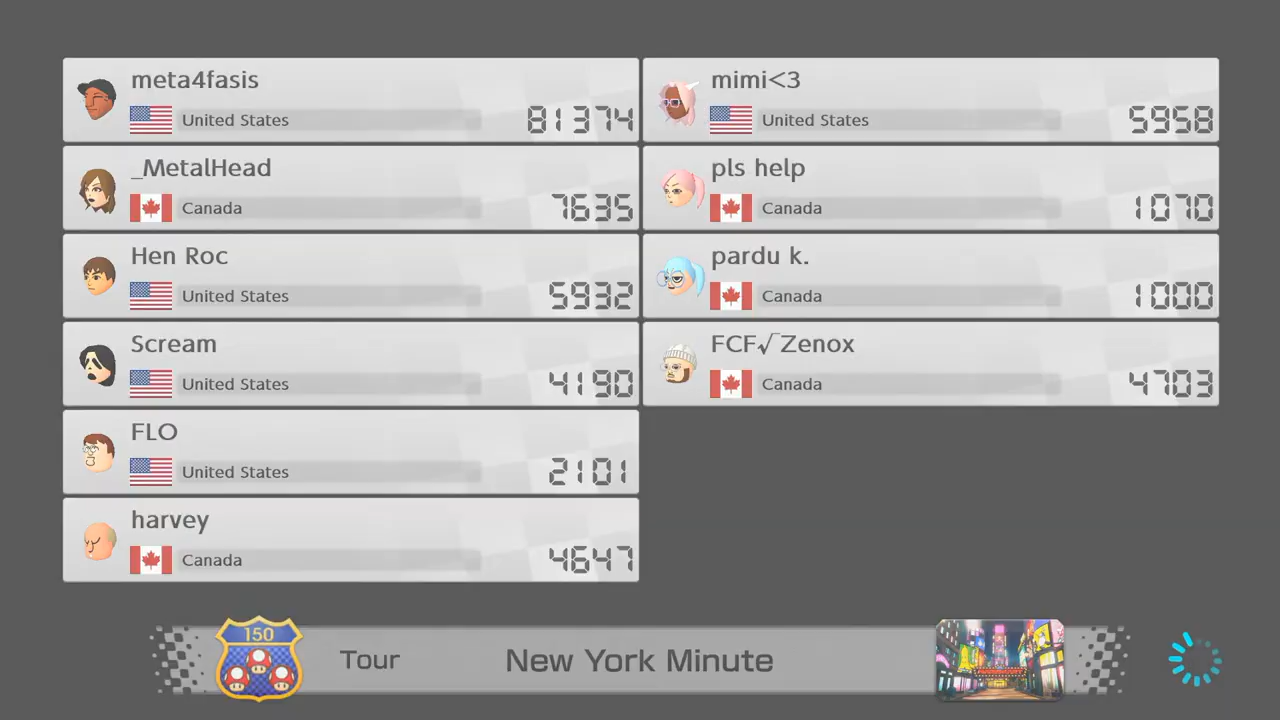 meta4fasis
United States 81374
_MetalHead
Canada 7635
Hen Roc
United States 5932
Scream
United States 4190
FLO
United States 2101
harvey
Canada 4647
mimi<3
United States 5958
pls help
Canada 1070
pardu k.
Canada 1000
FCF√Zenox
Canada 4703
150
Tour New York Minute